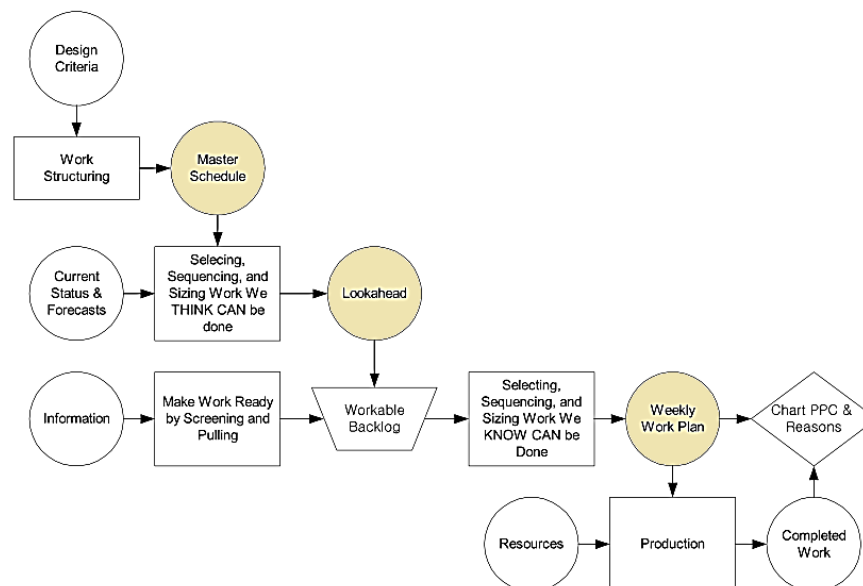 Design
Criteria
Work
Structuring
Master
Schedule
Current
Status &
Forecasts
Selecing,
Sequencing, and
Sizing Work We
THINK CAN be
done
Lookahead
Information
Make Work Ready
by Screening and
Pulling
Workable
Backlog
Selecting,
Sequencing, and
Sizing Work We
KNOW CAN be
Done
Weekly
Work Plan
Chart PPC &
Reasons
Resources
Production
Completed
Work